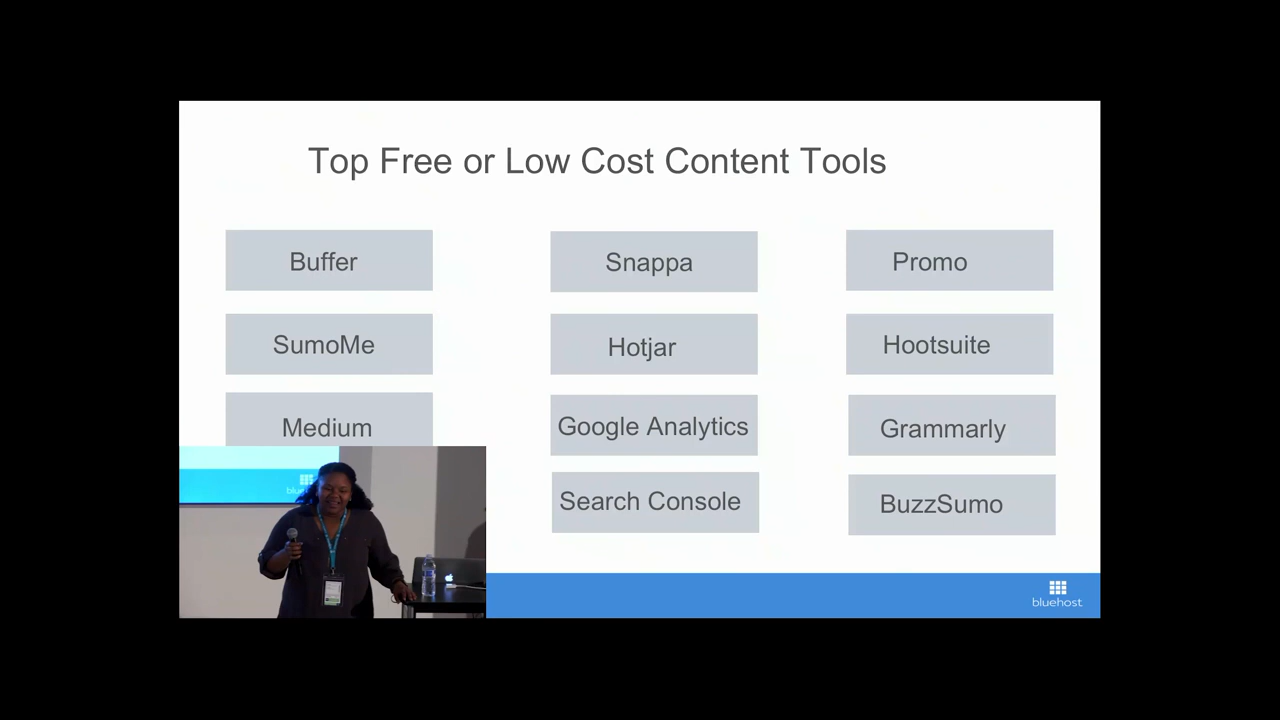 Top Free or Low Cost Content Tools
Buffer
Snappa
Promo
SumoMe
Hotjar
Hootsuite
Medium
Google Analytics
Grammarly
Search Console
BuzzSumo
bluehost